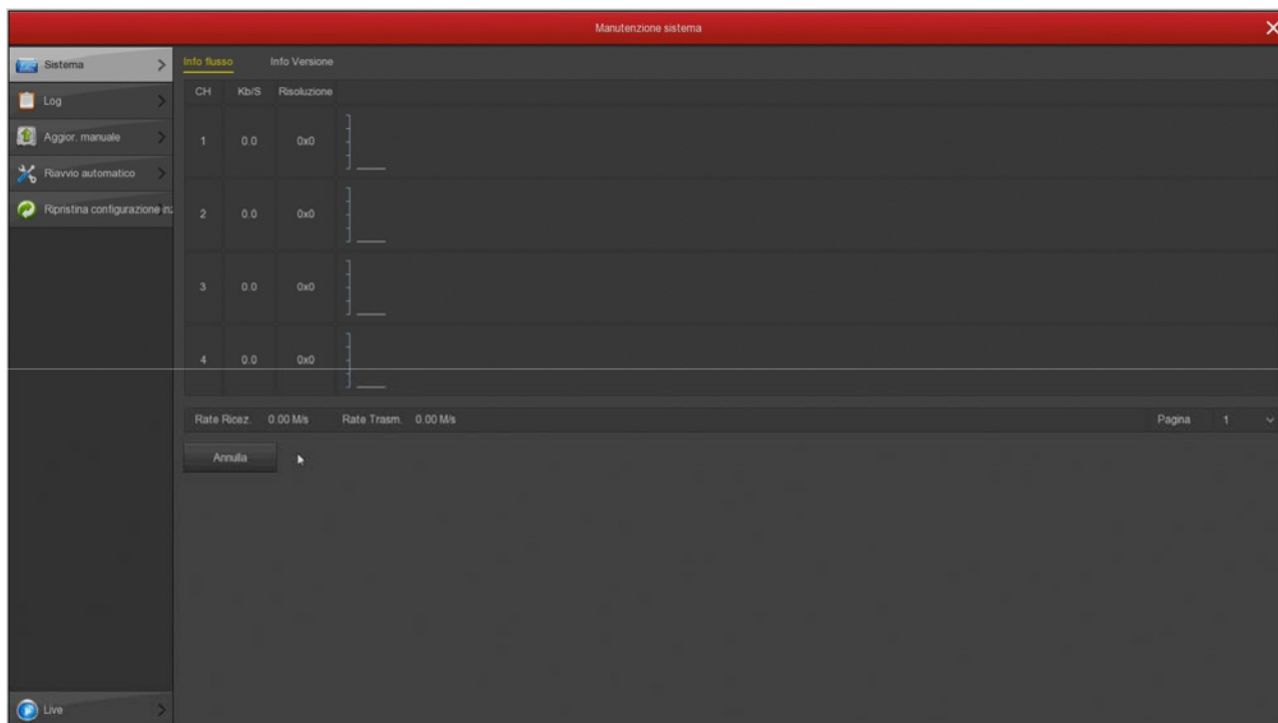 Manutenzione sistema
Sistema
Log
Aggior. manuale
Riavvio automatico
Ripristina configurazione in
Live
Info flusso Info Versione
CH Kb/S Risoluzione
1 0.0 0x0
2 0.0 0x0
3 0.0 0x0
4 0.0 0x0
Rate Ricez. 0.00 M/s Rate Trasm. 0.00 M/s Pagina 1
Annulla